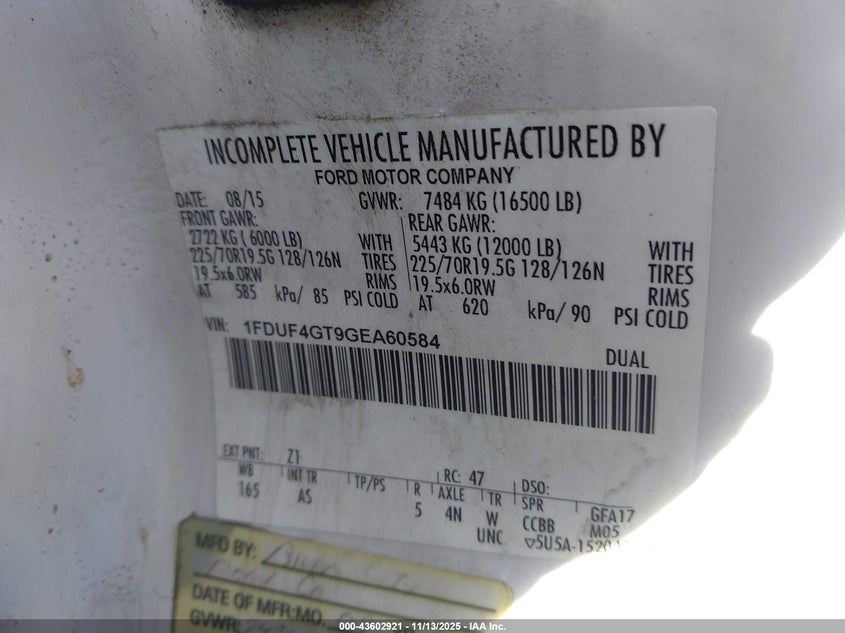 INCOMPLETE VEHICLE MANUFACTURED BY
FORD MOTOR COMPANY
DATE: 08/15 GVWR: 7484 KG (16500 LB)
FRONT GAWR: REAR GAWR:
2722 KG (6000 LB) WITH 5443 KG (12000 LB) WITH
225/70R19.5G 128/126N TIRES 225/70R19.5G 128/126N TIRES
19.5x6.0RW RIMS 19.5x6.0RW RIMS
AT 585 kPa/ 85 PSI COLD AT 620 kPa/ 90 PSI COLD
VIN: 1FDUF4GT9GEA60584
DUAL
EXT PNT: Z1 RC: 47 DSO:
WB INT TR TP/PS R AXLE TR SPR GFA17
165 AS 5 4N W CCBB M05
UNC ▽5U5A-1520
MFD BY:
DATE OF MFR:MO.
GVWR:
000-43602921 - 11/13/2025 - IAA Inc.